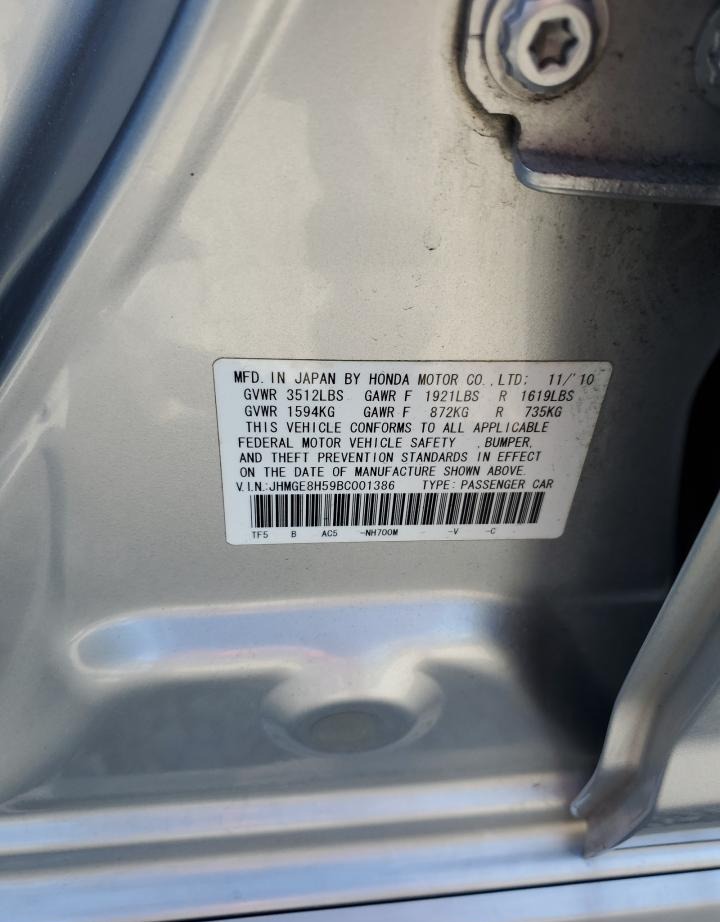 MFD. IN JAPAN BY HONDA MOTOR CO.,LTD; 11/'10
GVWR 3512LBS GAWR F 1921LBS R 1619LBS
GVWR 1594KG GAWR F 872KG R 735KG
THIS VEHICLE CONFORMS TO ALL APPLICABLE
FEDERAL MOTOR VEHICLE SAFETY , BUMPER,
AND THEFT PREVENTION STANDARDS IN EFFECT
ON THE DATE OF MANUFACTURE SHOWN ABOVE.
V.I.N.:JHMGE8H59BC001386 TYPE: PASSENGER CAR
TF5 B AC5 -NH700M - -V -C